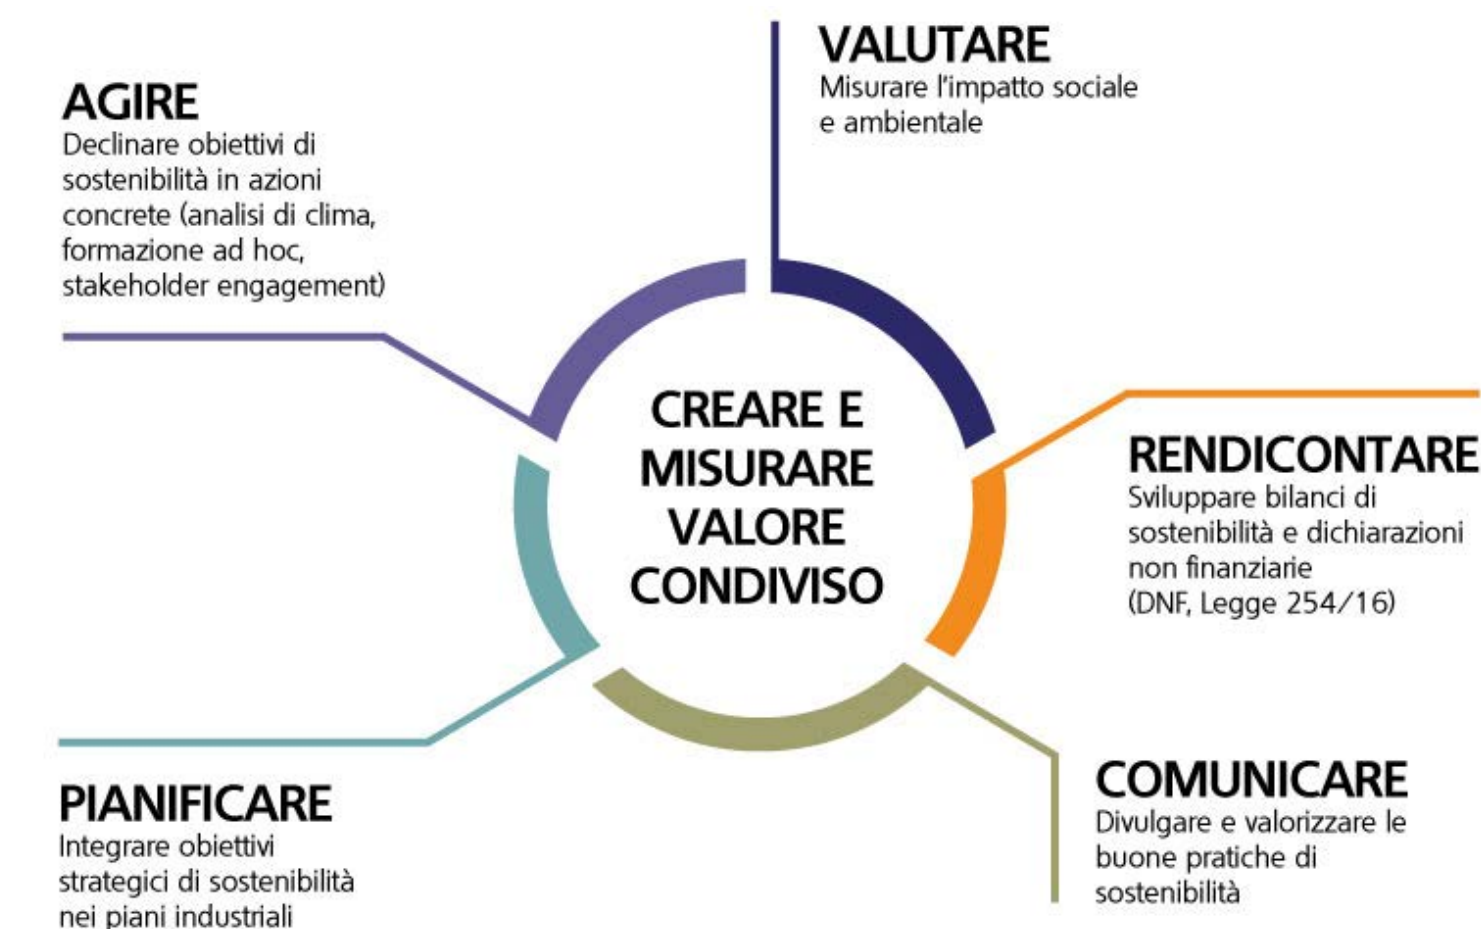 VALUTARE
Misurare l'impatto sociale
e ambientale
AGIRE
Declinare obiettivi di
sostenibilità in azioni
concrete (analisi di clima,
formazione ad hoc,
stakeholder engagement)
CREARE E
MISURARE
VALORE
CONDIVISO
RENDICONTARE
Sviluppare bilanci di
sostenibilità e dichiarazioni
non finanziarie
(DNF, Legge 254/16)
COMUNICARE
Divulgare e valorizzare le
buone pratiche di
sostenibilità
PIANIFICARE
Integrare obiettivi
strategici di sostenibilità
nei piani industriali